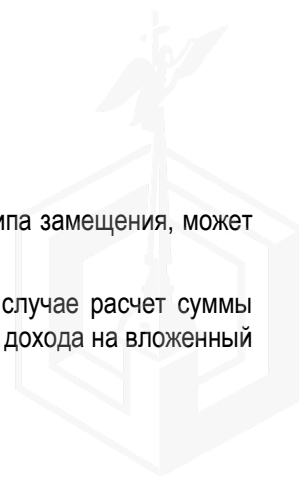 ипа замещения, может
случае расчет суммы
дохода на вложенный